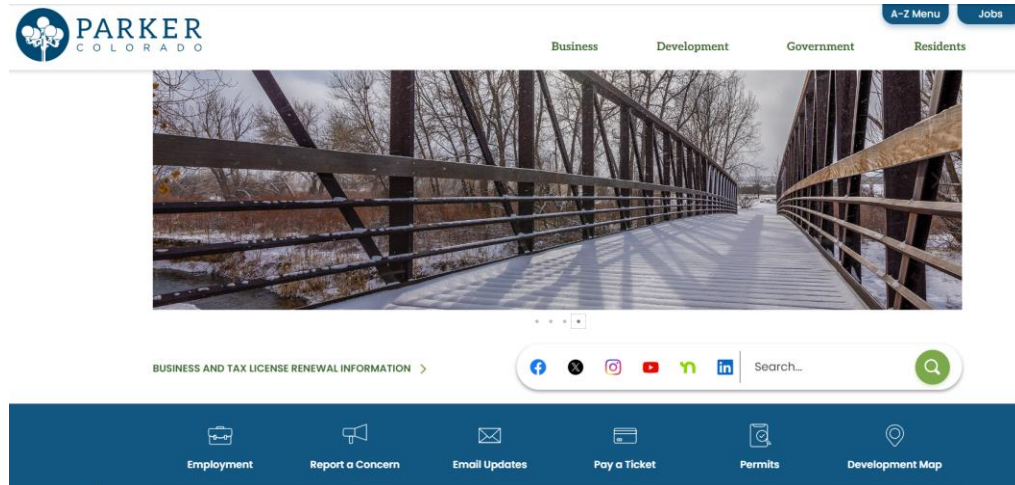 A-Z Menu Jobs
PARKER
COLORADO
Business Development Government Residents
BUSINESS AND TAX LICENSE RENEWAL INFORMATION >
Search...
Employment Report a Concern Email Updates Pay a Ticket Permits Development Map